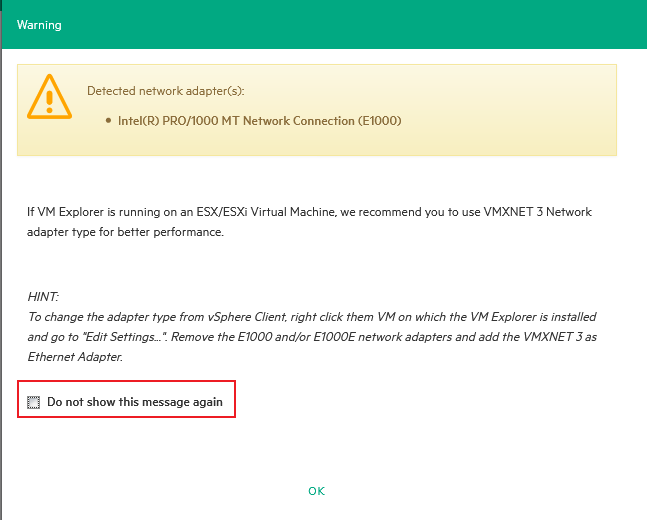 Warning
Detected network adapter(s):
• Intel(R) PRO/1000 MT Network Connection (E1000)
If VM Explorer is running on an ESX/ESXi Virtual Machine, we recommend you to use VMXNET 3 Network
adapter type for better performance.
HINT:
To change the adapter type from vSphere Client, right click them VM on which the VM Explorer is installed
and go to "Edit Settings...". Remove the E1000 and/or E1000E network adapters and add the VMXNET 3 as
Ethernet Adapter.
Do not show this message again
OK